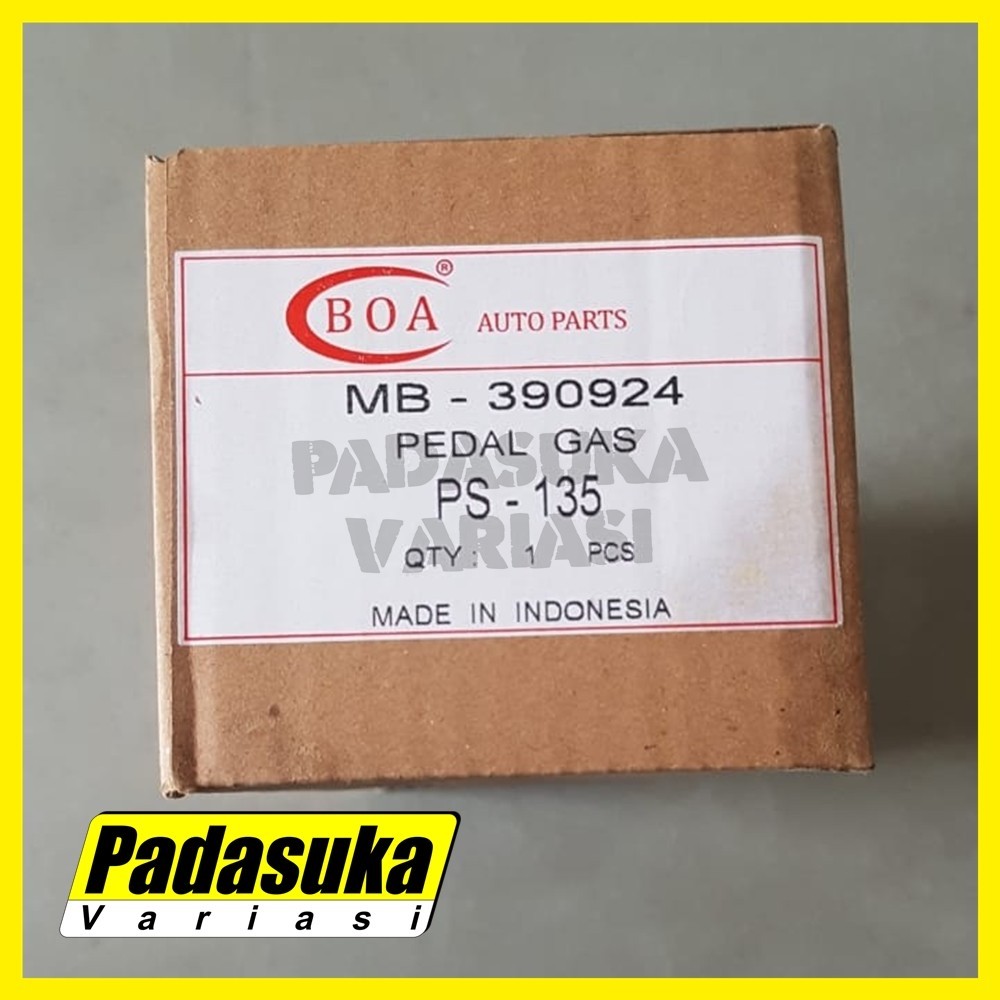 BOA ® AUTO PARTS
MB - 390924
PEDAL GAS
PS - 135
PADASUKA
VARIASI
QTY : 1 PCS
MADE IN INDONESIA
Padasuka
Variasi